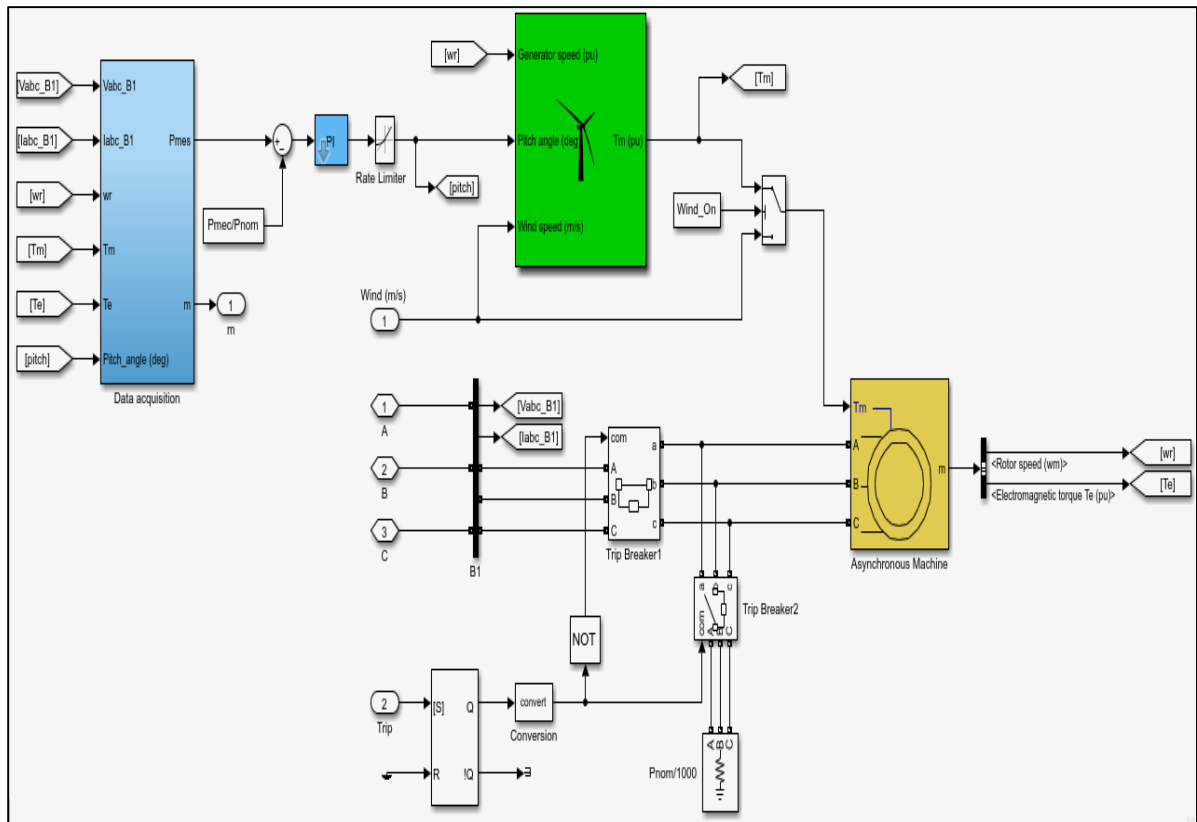 [Vabc_B1]
[Iabc_B1]
[wr]
[Tm]
[Te]
[pitch]
Vabc_B1
Iabc_B1
wr
Tm
Te
Pitch_angle (deg)
Pmes
m
Data acquisition
1
m
Pmec/Pnom
+
-
PI
Rate Limiter
[pitch]
[wr]
Generator speed (pu)
Pitch angle (deg
Wind speed (m/s)
Tm (pu)
[Tm]
Wind_On
Wind (m/s)
1
1
A
2
B
3
C
B1
[Vabc_B1]
[Iabc_B1]
com
A
B
C
a
b
c
Trip Breaker1
Tm
A
B
C
m
Asynchronous Machine
<Rotor speed (wm)>
<Electromagnetic torque Te (pu)>
[wr]
[Te]
a
b
c
com
A
B
C
Trip Breaker2
NOT
2
Trip
[S]
R
Q
!Q
convert
Conversion
A
B
C
Pnom/1000